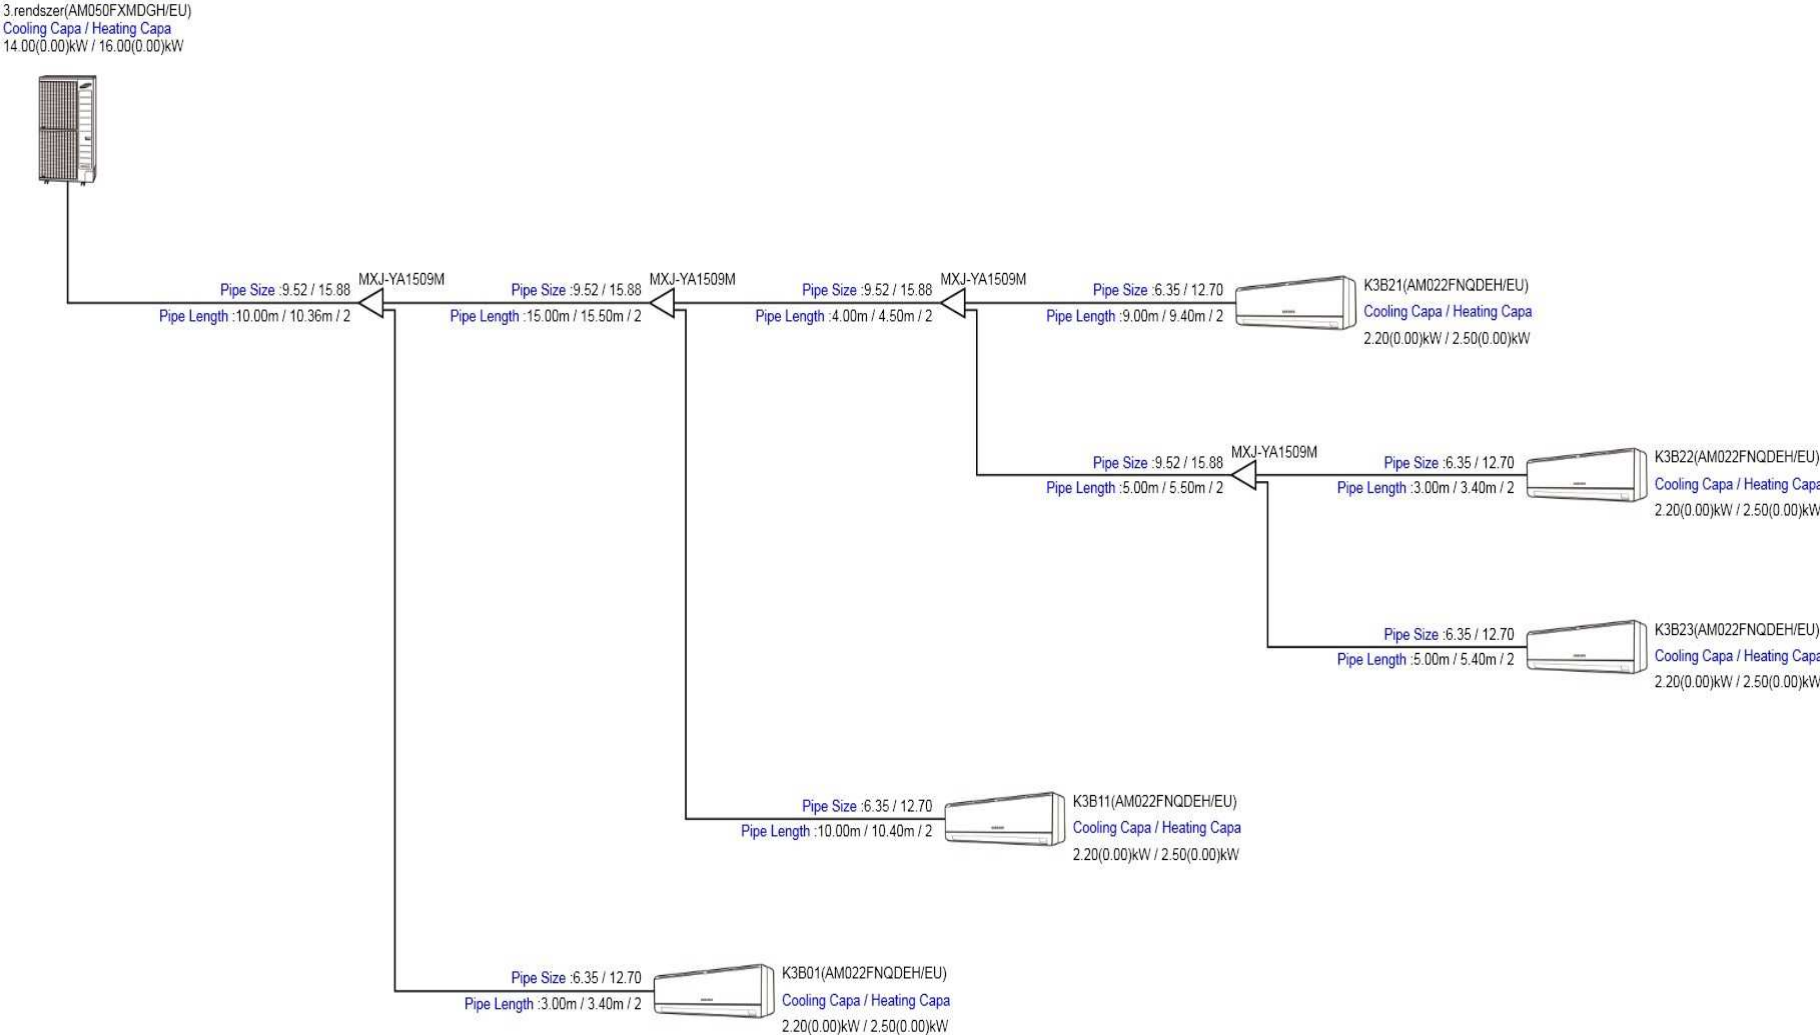 3.rendszer(AM050FXMDGH/EU)
Cooling Capa / Heating Capa
14.00(0.00)kW / 16.00(0.00)kW
MXJ-YA1509M
Pipe Size :9.52 / 15.88
Pipe Length :10.00m / 10.36m / 2
MXJ-YA1509M
Pipe Size :9.52 / 15.88
Pipe Length :15.00m / 15.50m / 2
MXJ-YA1509M
Pipe Size :9.52 / 15.88
Pipe Length :4.00m / 4.50m / 2
Pipe Size :6.35 / 12.70
Pipe Length :9.00m / 9.40m / 2
K3B21(AM022FNQDEH/EU)
Cooling Capa / Heating Capa
2.20(0.00)kW / 2.50(0.00)kW
MXJ-YA1509M
Pipe Size :9.52 / 15.88
Pipe Length :5.00m / 5.50m / 2
Pipe Size :6.35 / 12.70
Pipe Length :3.00m / 3.40m / 2
K3B22(AM022FNQDEH/EU)
Cooling Capa / Heating Capa
2.20(0.00)kW / 2.50(0.00)kW
Pipe Size :6.35 / 12.70
Pipe Length :5.00m / 5.40m / 2
K3B23(AM022FNQDEH/EU)
Cooling Capa / Heating Capa
2.20(0.00)kW / 2.50(0.00)kW
Pipe Size :6.35 / 12.70
Pipe Length :10.00m / 10.40m / 2
K3B11(AM022FNQDEH/EU)
Cooling Capa / Heating Capa
2.20(0.00)kW / 2.50(0.00)kW
Pipe Size :6.35 / 12.70
Pipe Length :3.00m / 3.40m / 2
K3B01(AM022FNQDEH/EU)
Cooling Capa / Heating Capa
2.20(0.00)kW / 2.50(0.00)kW